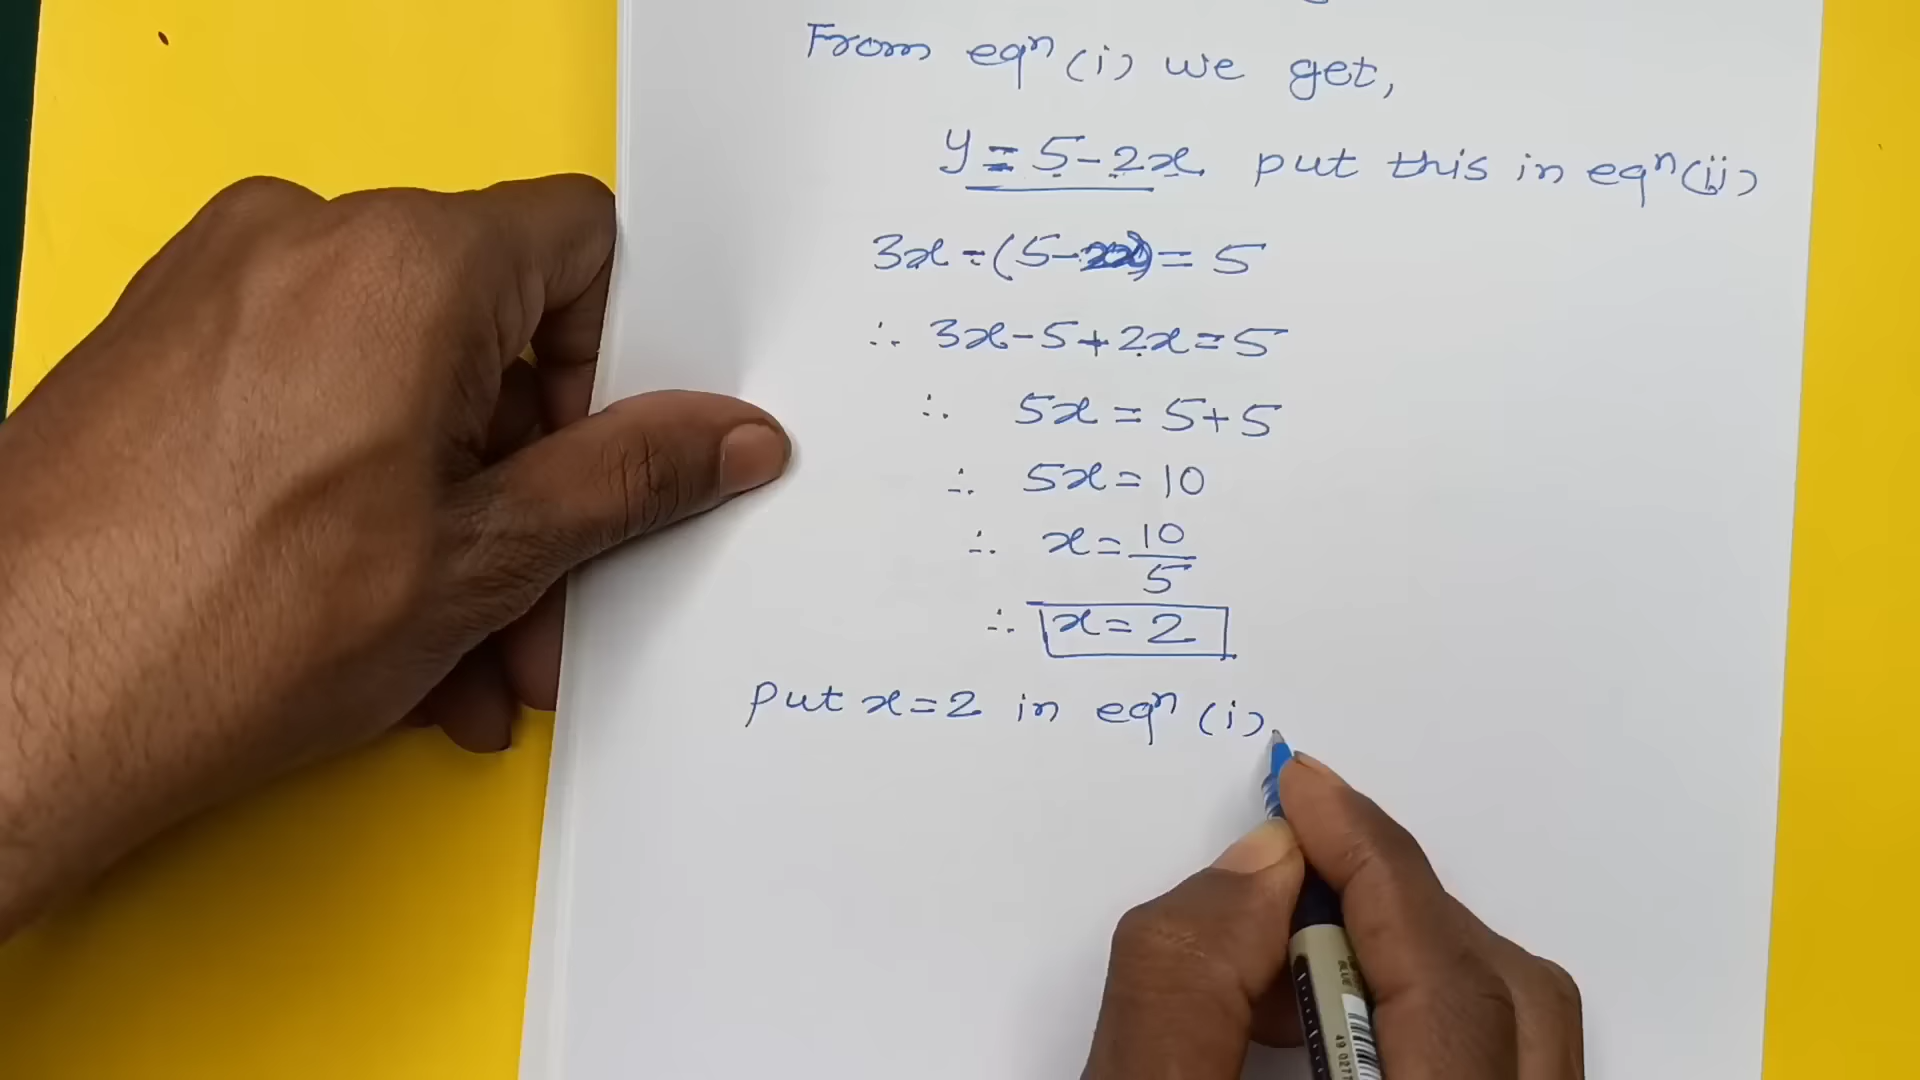 From eqⁿ (i) we get,
y = 5-2x put this in eqⁿ (ii)
3x-(5-2x) = 5
∴ 3x-5+2x=5
∴ 5x = 5+5
∴ 5x = 10
∴ x = 10/5
∴ x = 2
put x=2 in eqⁿ (i),
BLUE